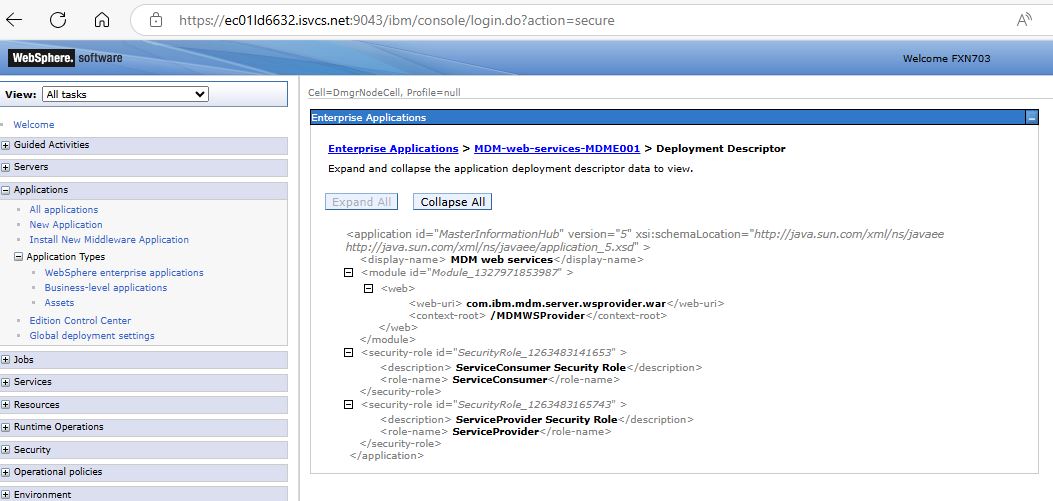 https://ec01ld6632.isvcs.net:9043/ibm/console/login.do?action=secure
WebSphere. software
Welcome FXN703
View: All tasks
Welcome
Guided Activities
Servers
Applications
All applications
New Application
Install New Middleware Application
Application Types
WebSphere enterprise applications
Business-level applications
Assets
Edition Control Center
Global deployment settings
Jobs
Services
Resources
Runtime Operations
Security
Operational policies
Environment
Cell=DmgrNodeCell, Profile=null
Enterprise Applications
Enterprise Applications > MDM-web-services-MDME001 > Deployment Descriptor
Expand and collapse the application deployment descriptor data to view.
Expand All Collapse All
<application id="MasterInformationHub" version="5" xsi:schemaLocation="http://java.sun.com/xml/ns/javaee
http://java.sun.com/xml/ns/javaee/application_5.xsd" >
<display-name> MDM web services</display-name>
<module id="Module_1327971853987" >
<web>
<web-uri> com.ibm.mdm.server.wsprovider.war</web-uri>
<context-root> /MDMWSProvider</context-root>
</web>
</module>
<security-role id="SecurityRole_1263483141653" >
<description> ServiceConsumer Security Role</description>
<role-name> ServiceConsumer</role-name>
</security-role>
<security-role id="SecurityRole_1263483165743" >
<description> ServiceProvider Security Role</description>
<role-name> ServiceProvider</role-name>
</security-role>
</application>